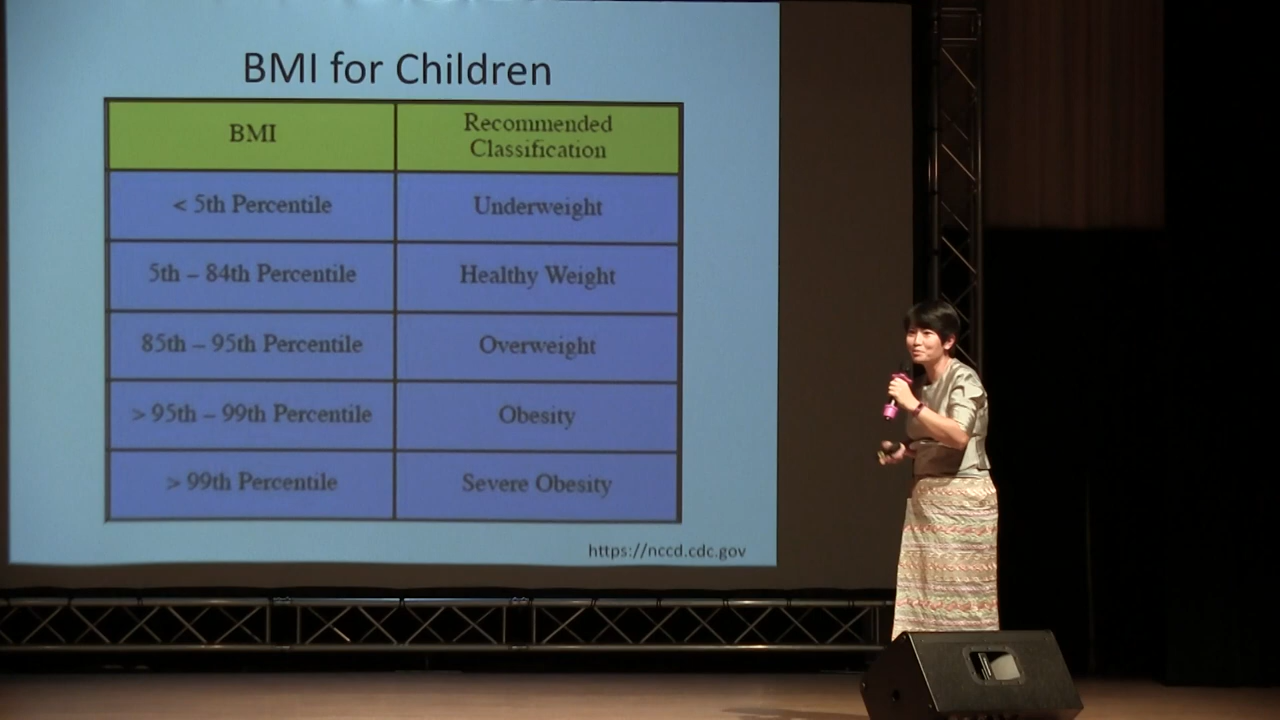 BMI for Children
BMI
Recommended
Classification
< 5th Percentile
Underweight
5th – 84th Percentile
Healthy Weight
85th – 95th Percentile
Overweight
> 95th – 99th Percentile
Obesity
> 99th Percentile
Severe Obesity
https://nccd.cdc.gov